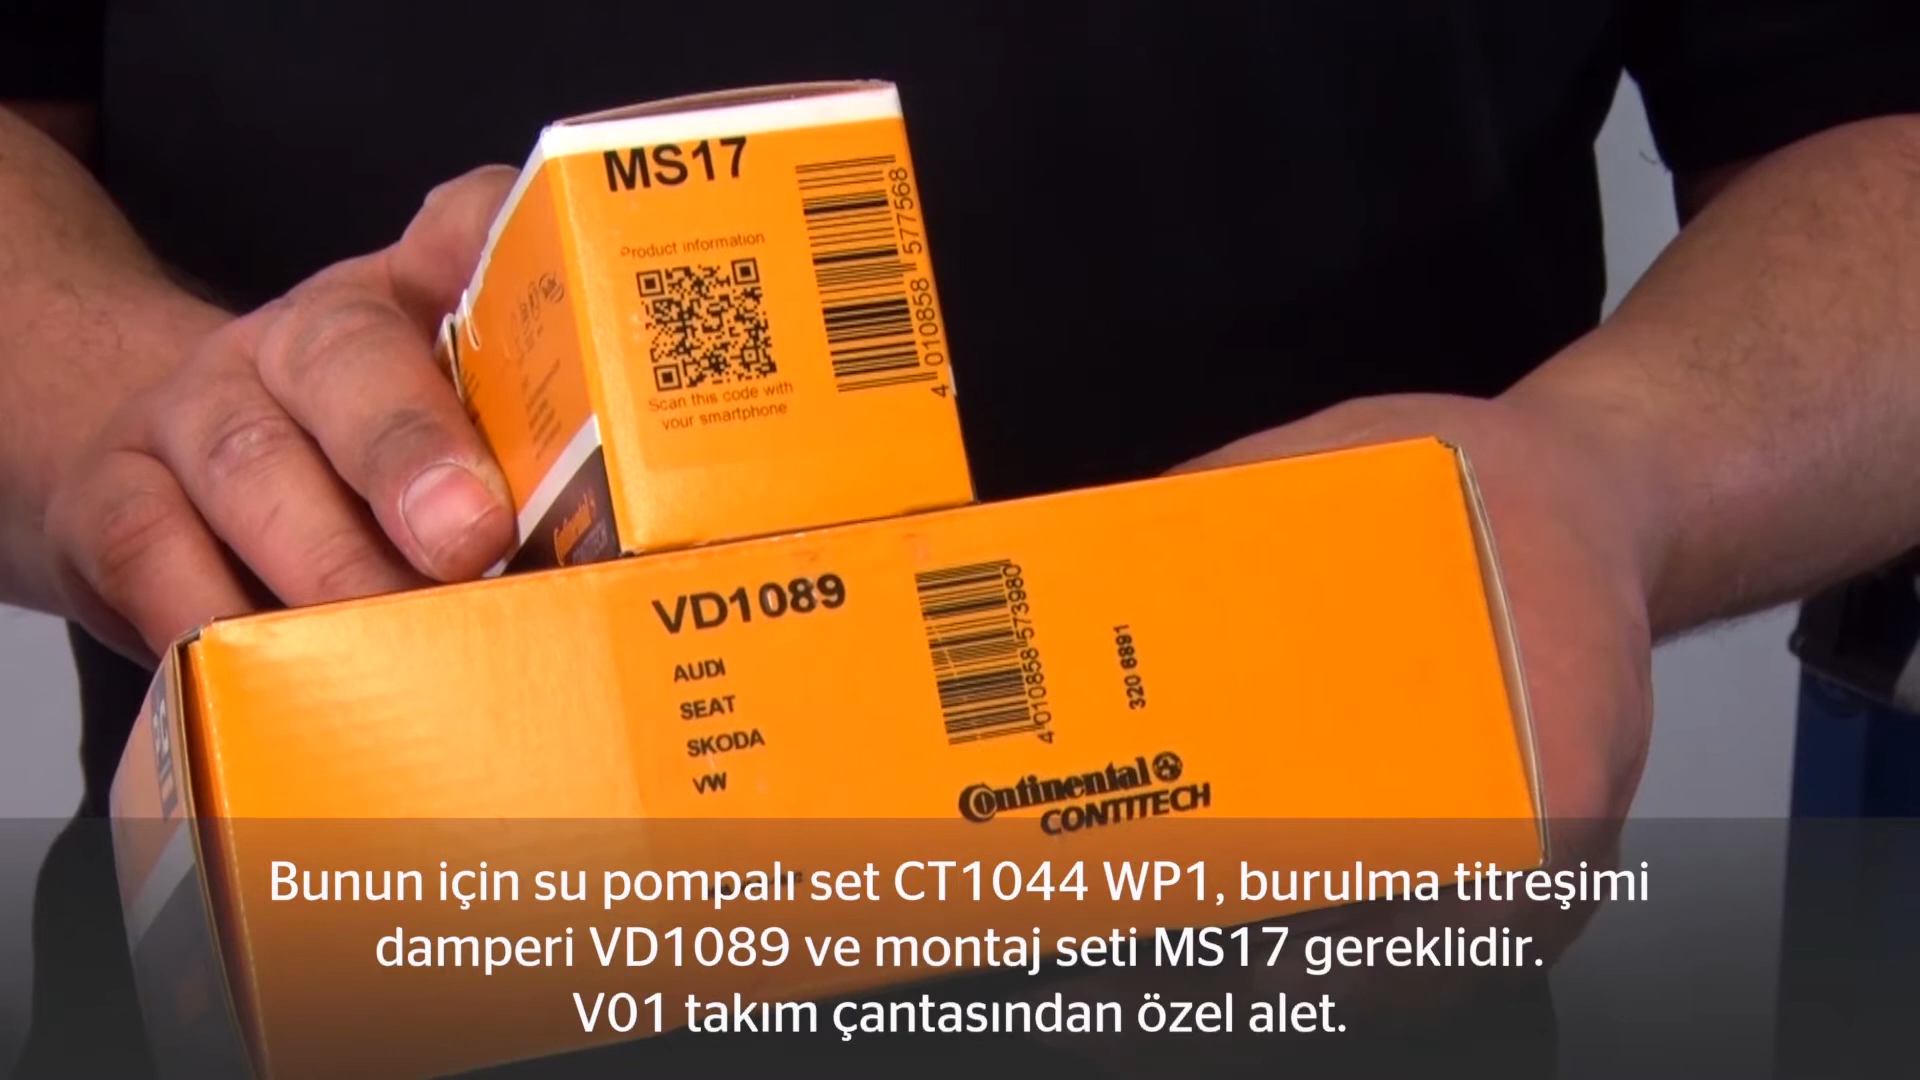 MS17
Product information
Scan this code with
your smartphone
4 010858 577568
Continental
VD1089
AUDI
SEAT
SKODA
VW
4 010858 573980
320 6891
Continental
CONTITECH
Bunun için su pompalı set CT1044 WP1, burulma titreşimi
damperi VD1089 ve montaj seti MS17 gereklidir.
V01 takım çantasından özel alet.